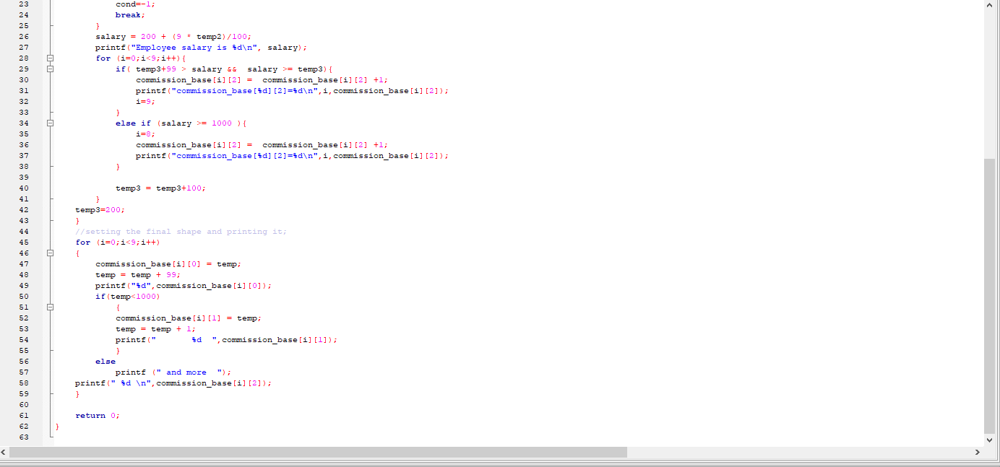 23 cond=-1;
24 break;
25 }
26 salary = 200 + (9 * temp2)/100;
27 printf("Employee salary is %d\n", salary);
28 for (i=0;i<9;i++){
29 if( temp3+99 > salary &&  salary >= temp3){
30 commission_base[i][2] =  commission_base[i][2] +1;
31 printf("commission_base[%d][2]=%d\n",i,commission_base[i][2]);
32 i=9;
33 }
34 else if (salary >= 1000 ){
35 i=8;
36 commission_base[i][2] =  commission_base[i][2] +1;
37 printf("commission_base[%d][2]=%d\n",i,commission_base[i][2]);
38 }
39
40 temp3 = temp3+100;
41 }
42 temp3=200;
43 }
44 //setting the final shape and printing it;
45 for (i=0;i<9;i++)
46 {
47 commission_base[i][0] = temp;
48 temp = temp + 99;
49 printf("%d",commission_base[i][0]);
50 if(temp<1000)
51 {
52 commission_base[i][1] = temp;
53 temp = temp + 1;
54 printf("       %d  ",commission_base[i][1]);
55 }
56 else
57 printf (" and more  ");
58 printf(" %d \n",commission_base[i][2]);
59 }
60
61 return 0;
62 }
63